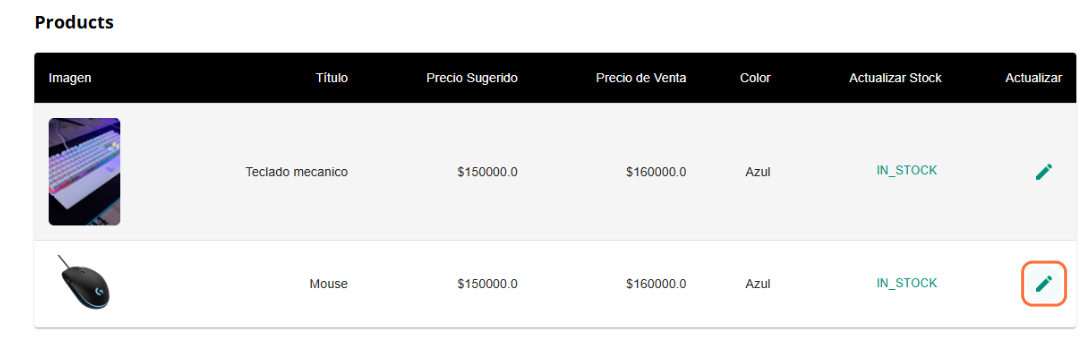 Products
Imagen Título Precio Sugerido Precio de Venta Color Actualizar Stock Actualizar
Teclado mecanico $150000.0 $160000.0 Azul IN_STOCK
Mouse $150000.0 $160000.0 Azul IN_STOCK